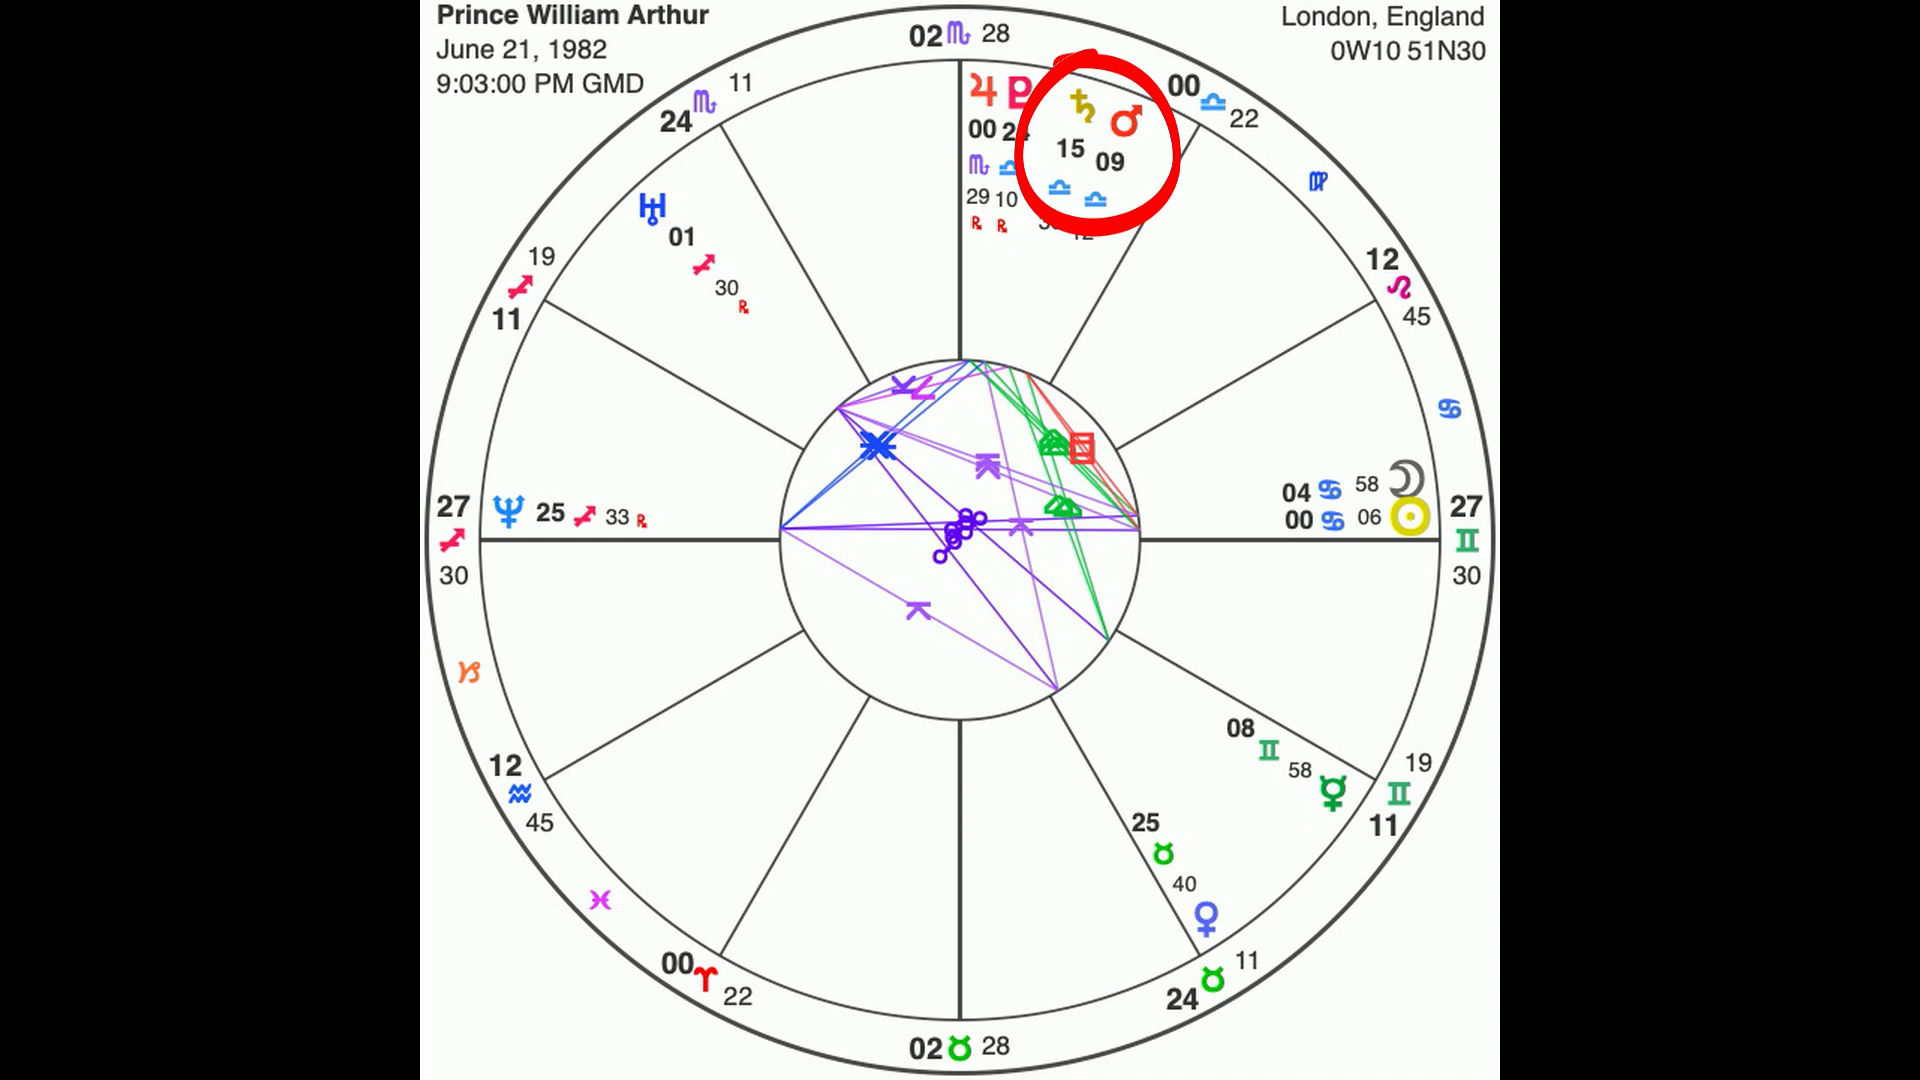 Prince William Arthur
June 21, 1982
9:03:00 PM GMD
London, England
0W10 51N30
02 ♏ 28
00 ♎ 22
♍
12 ♌ 45
♋
27 ♊ 30
11 ♊ 19
24 ♉ 11
02 ♉ 28
00 ♈ 22
♓
12 ♒ 45
♑
27 ♐ 30
11 ♐ 19
24 ♏ 11
♃ 00 ♏ 29 ℞
♇ 24 ♎ 10 ℞
♄ 15 ♎
♂ 09 ♎ 12
♅ 01 ♐ 30 ℞
♆ 25 ♐ 33 ℞
04 ♋ 58 ☽
00 ♋ 06 ☉
08 ♊ 58 ☿
25 ♉ 40 ♀